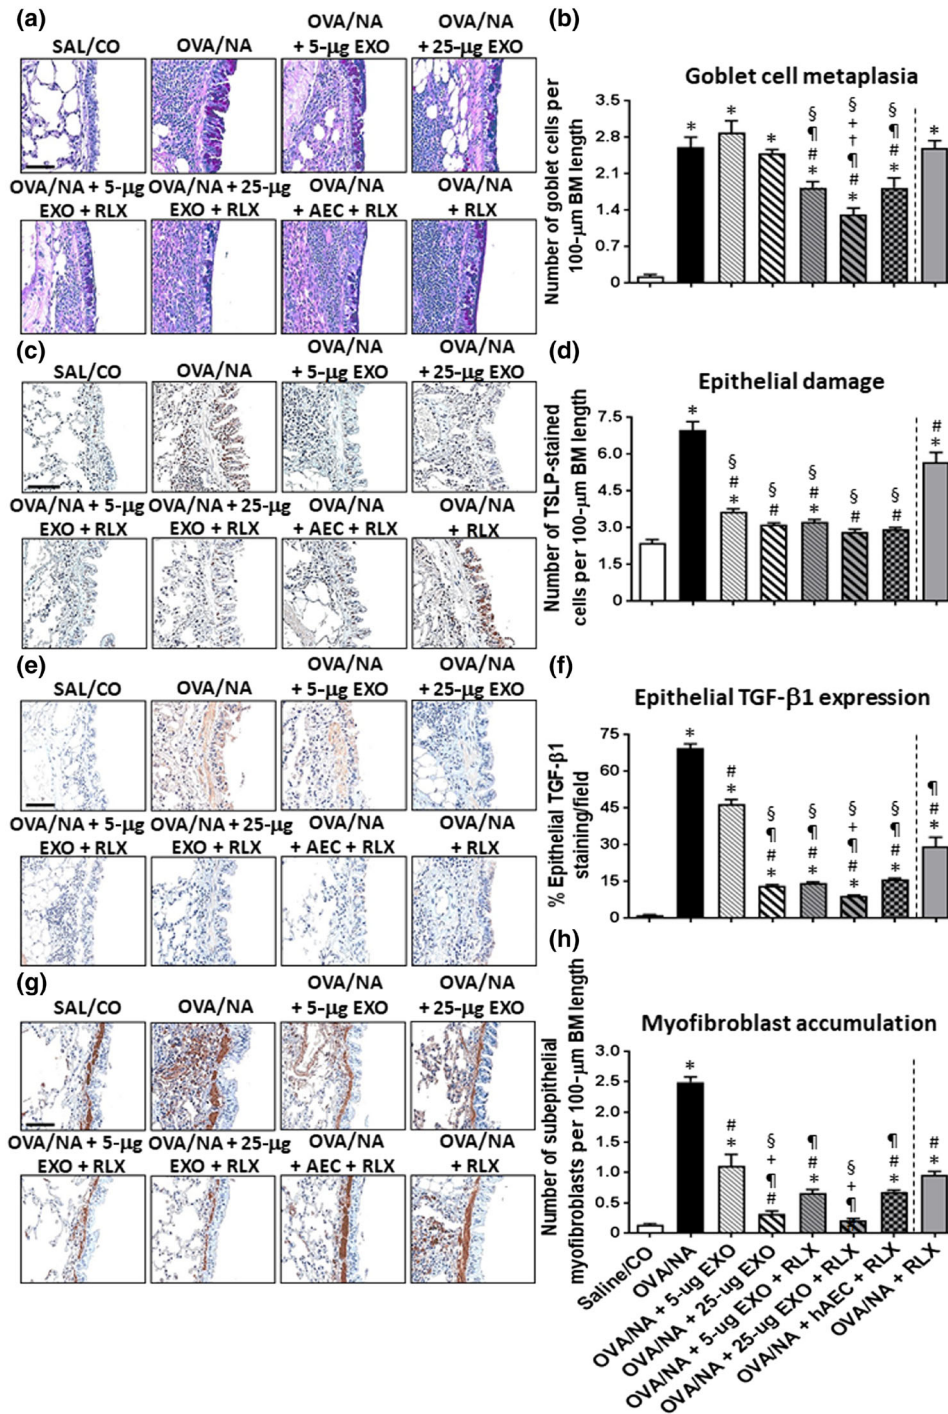 (a)
OVA/NA OVA/NA
SAL/CO OVA/NA + 5-μg EXO + 25-μg EXO
OVA/NA + 5-μg OVA/NA + 25-μg OVA/NA OVA/NA
EXO + RLX EXO + RLX + AEC + RLX + RLX
(b)
Goblet cell metaplasia
Number of goblet cells per
100-μm BM length
3.5
2.8
2.1
1.4
0.7
0
*
*
*
§
¶
#
*
§
+
†
¶
#
*
§
¶
#
*
*
(c)
OVA/NA OVA/NA
SAL/CO OVA/NA + 5-μg EXO + 25-μg EXO
OVA/NA + 5-μg OVA/NA + 25-μg OVA/NA OVA/NA
EXO + RLX EXO + RLX + AEC + RLX + RLX
(d)
Epithelial damage
Number of TSLP-stained
cells per 100-μm BM length
7.5
6.0
4.5
3.0
1.5
0
*
§
#
*
§
#
§
#
*
§
#
§
#
#
*
(e)
OVA/NA OVA/NA
SAL/CO OVA/NA + 5-μg EXO + 25-μg EXO
OVA/NA + 5-μg OVA/NA + 25-μg OVA/NA OVA/NA
EXO + RLX EXO + RLX + AEC + RLX + RLX
(f)
Epithelial TGF-β1 expression
% Epithelial TGF-β1
staining/field
75
60
45
30
15
0
*
#
*
§
¶
#
*
§
¶
#
*
§
+
¶
#
*
§
¶
#
*
¶
#
*
(g)
OVA/NA OVA/NA
SAL/CO OVA/NA + 5-μg EXO + 25-μg EXO
OVA/NA + 5-μg OVA/NA + 25-μg OVA/NA OVA/NA
EXO + RLX EXO + RLX + AEC + RLX + RLX
(h)
Myofibroblast accumulation
Number of subepithelial
myofibroblasts per 100-μm BM length
3.0
2.5
1.5
1.0
0.5
0
*
#
*
§
+
¶
#
¶
#
*
§
+
¶
¶
#
*
#
*
Saline/CO
OVA/NA
OVA/NA + 5-ug EXO
OVA/NA + 25-ug EXO
OVA/NA + 5-ug EXO + RLX
OVA/NA + 25-ug EXO + RLX
OVA/NA + hAEC + RLX
OVA/NA + RLX